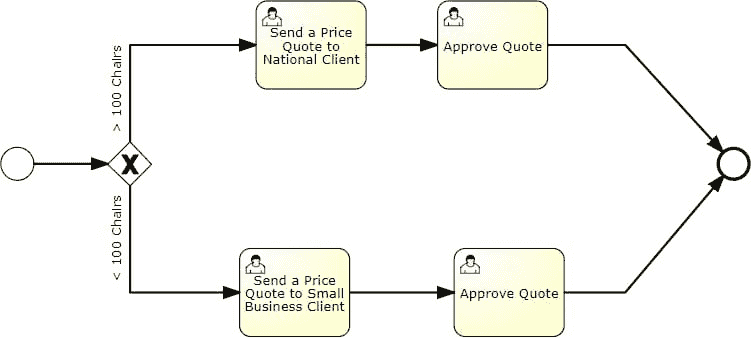 > 100 Chairs
Send a Price
Quote to
National Client
Approve Quote
< 100 Chairs
Send a Price
Quote to Small
Business Client
Approve Quote